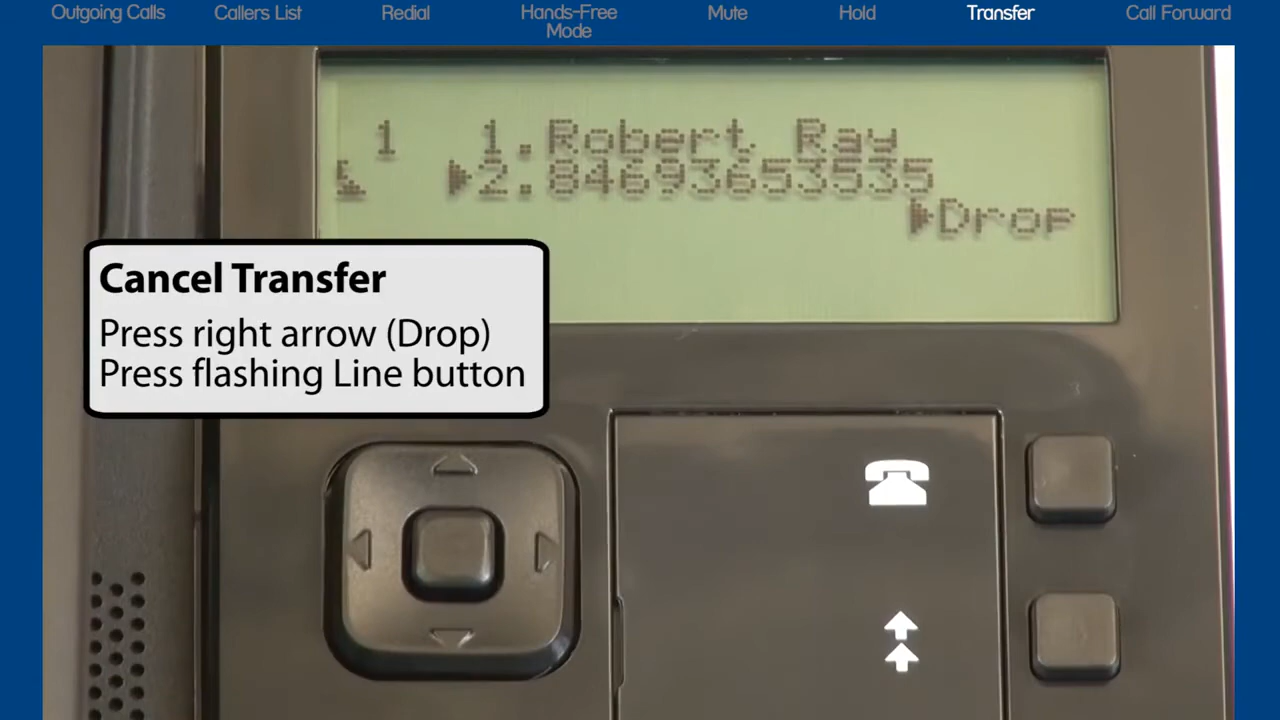 Outgoing Calls
Callers List
Redial
Hands-Free
Mode
Mute
Hold
Transfer
Call Forward
1 1.Robert Ray
2.84693653535
Drop
Cancel Transfer
Press right arrow (Drop)
Press flashing Line button